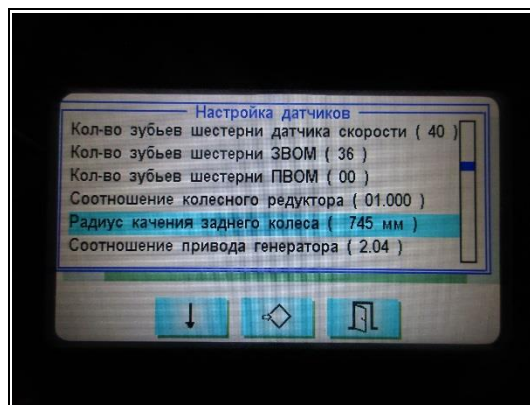 Настройка датчиков
Кол-во зубьев шестерни датчика скорости ( 40 )
Кол-во зубьев шестерни ЗВОМ ( 36 )
Кол-во зубьев шестерни ПВОМ ( 00 )
Соотношение колесного редуктора ( 01.000 )
Радиус качения заднего колеса ( 745 мм )
Соотношение привода генератора ( 2.04 )